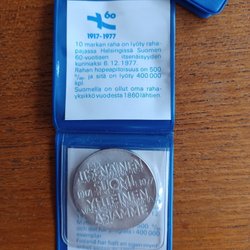 60
1917-1977
10 markan raha on lyöty raha-
pajassa Helsingissä Suomen
60-vuotisen itsenäisyyden
kunniaksi 6. 12. 1977.
Rahan hopeapitoisuus on 500
‰, ja sitä on lyöty 400 000
kpl.
Suomella on ollut oma raha-
yksikkö vuodesta 1860 lähtien.
ITSENÄINEN
SUOMI
1917 1977
YHTEINEN
ASIAMME